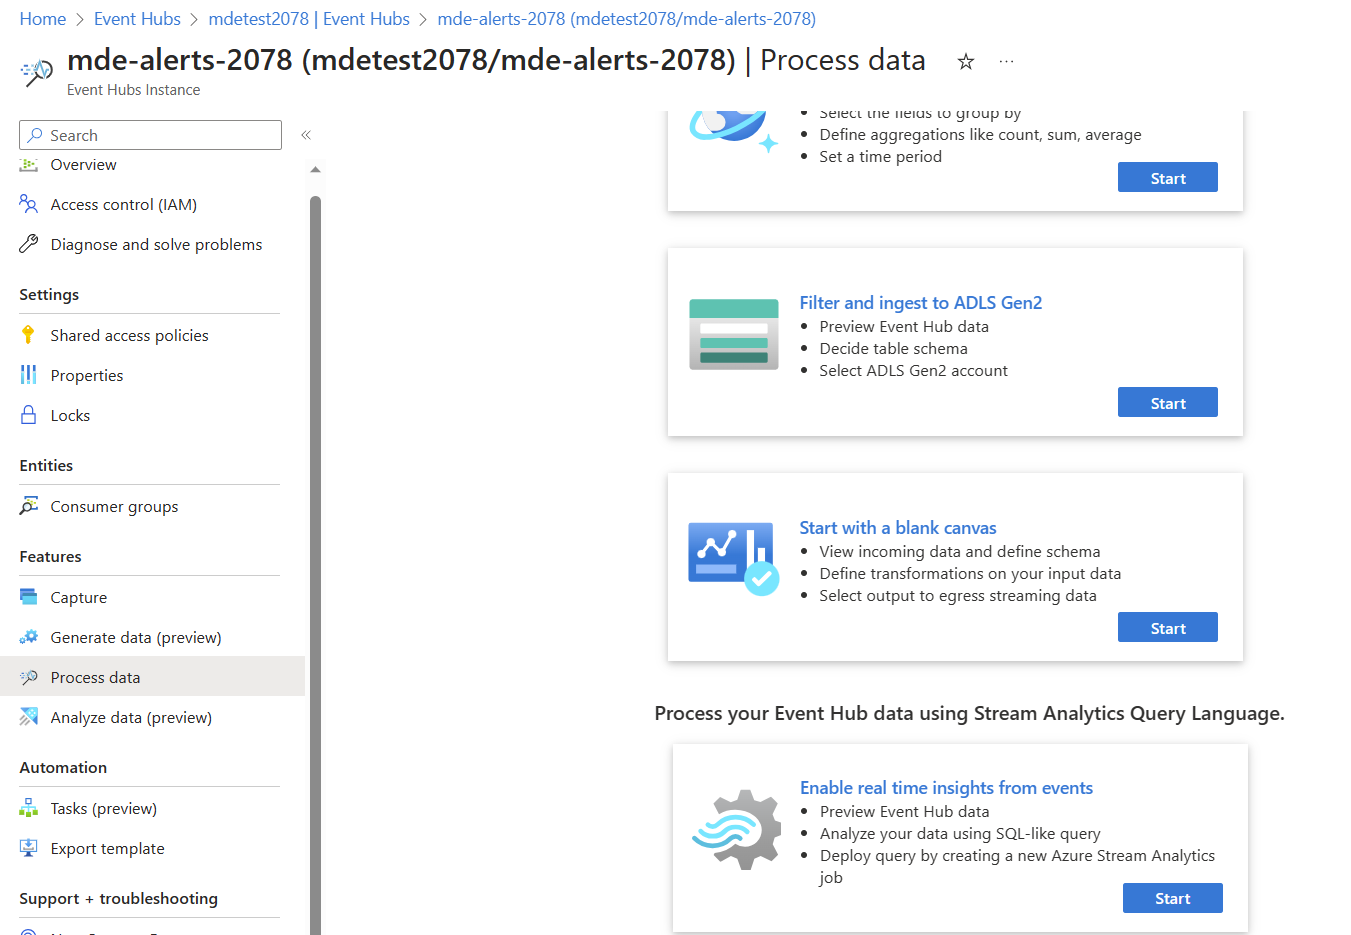 Home > Event Hubs > mdetest2078 | Event Hubs > mde-alerts-2078 (mdetest2078/mde-alerts-2078)
mde-alerts-2078 (mdetest2078/mde-alerts-2078) | Process data ☆ ...
Event Hubs Instance
Search «
Overview
Access control (IAM)
Diagnose and solve problems
Settings
Shared access policies
Properties
Locks
Entities
Consumer groups
Features
Capture
Generate data (preview)
Process data
Analyze data (preview)
Automation
Tasks (preview)
Export template
Support + troubleshooting
• Select the fields to group by
• Define aggregations like count, sum, average
• Set a time period
Start
Filter and ingest to ADLS Gen2
• Preview Event Hub data
• Decide table schema
• Select ADLS Gen2 account
Start
Start with a blank canvas
• View incoming data and define schema
• Define transformations on your input data
• Select output to egress streaming data
Start
Process your Event Hub data using Stream Analytics Query Language.
Enable real time insights from events
• Preview Event Hub data
• Analyze your data using SQL-like query
• Deploy query by creating a new Azure Stream Analytics
job
Start